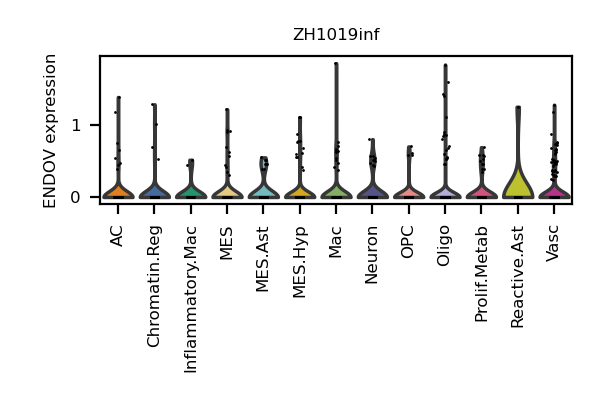 ZH1019inf
ENDOV expression
1
0
AC
Chromatin.Reg
Inflammatory.Mac
MES
MES.Ast
MES.Hyp
Mac
Neuron
OPC
Oligo
Prolif.Metab
Reactive.Ast
Vasc